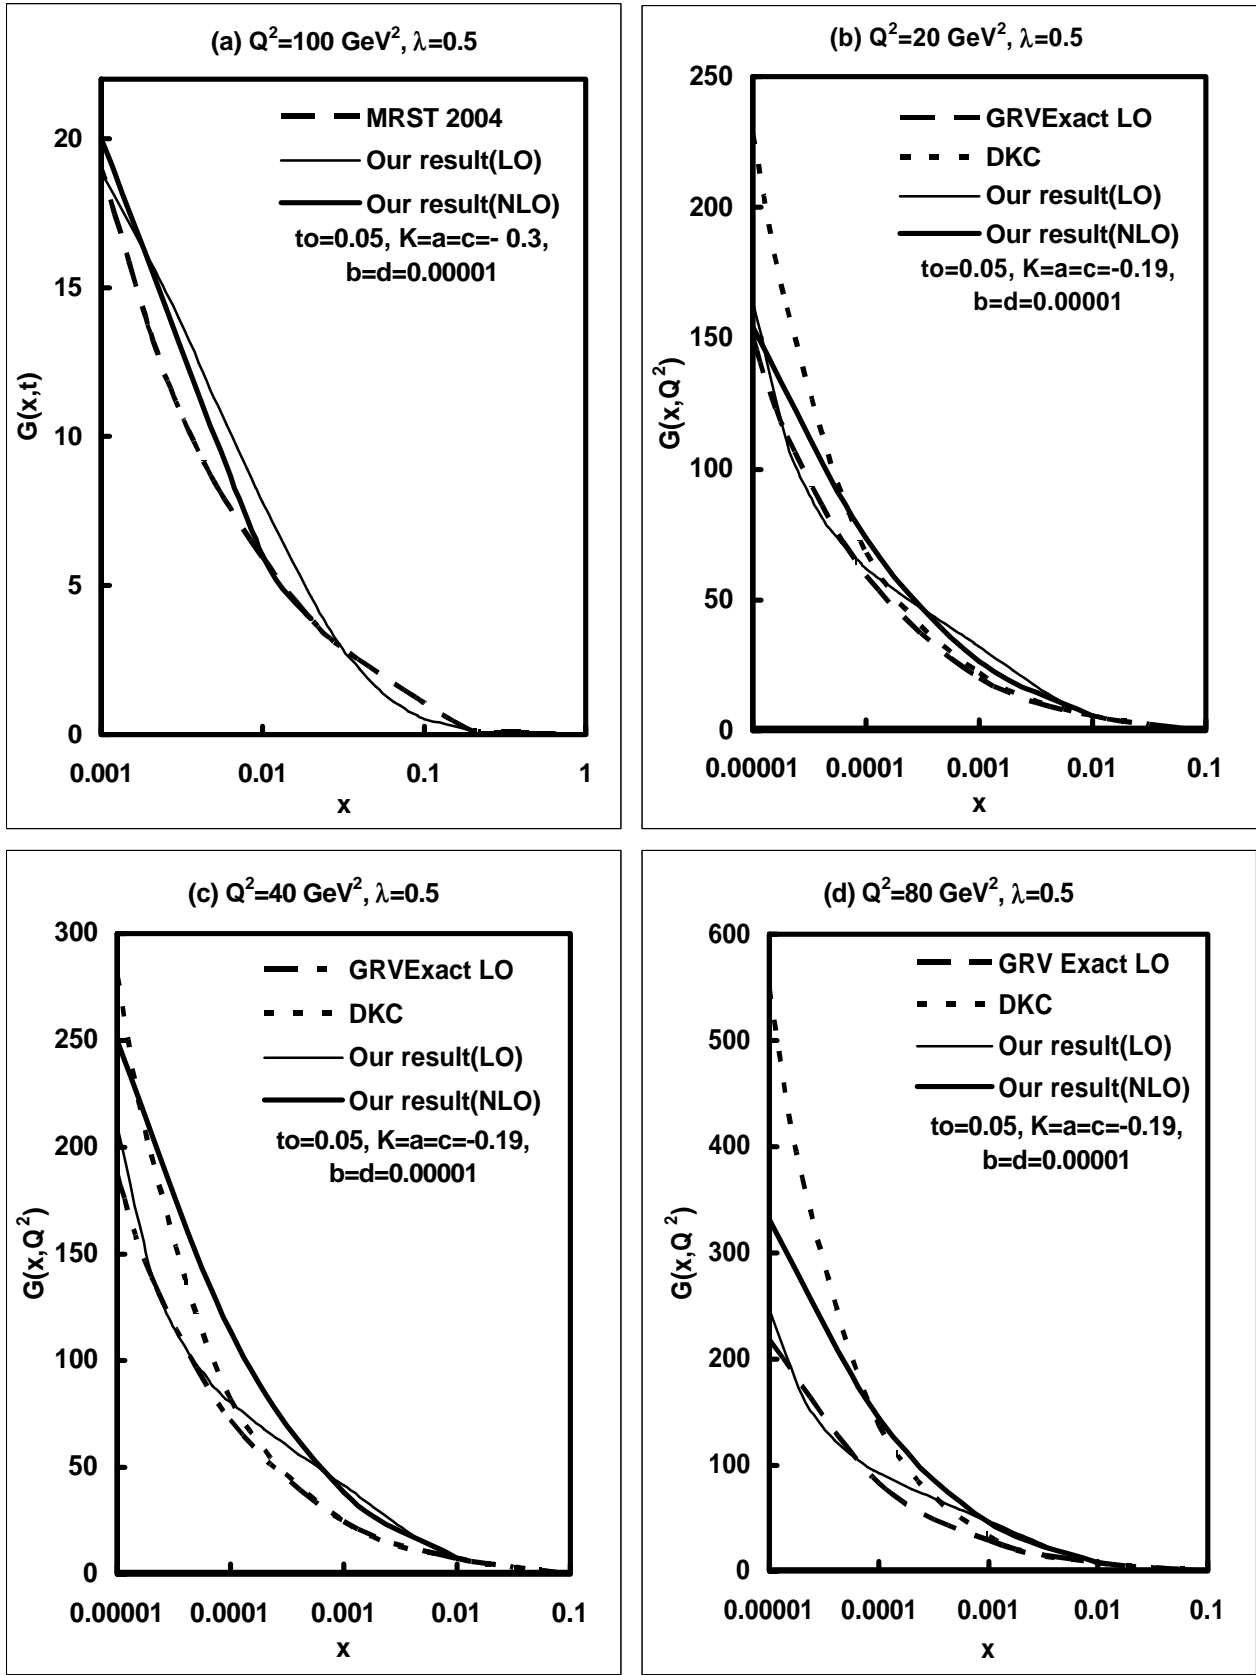 (a) Q²=100 GeV², λ=0.5
MRST 2004
Our result(LO)
Our result(NLO)
to=0.05, K=a=c=- 0.3,
b=d=0.00001
20
15
10
5
0
G(x,t)
0.001 0.01 0.1 1
x
(b) Q²=20 GeV², λ=0.5
GRVExact LO
DKC
Our result(LO)
Our result(NLO)
to=0.05, K=a=c=-0.19,
b=d=0.00001
250
200
150
100
50
0
G(x,Q²)
0.00001 0.0001 0.001 0.01 0.1
x
(c) Q²=40 GeV², λ=0.5
GRVExact LO
DKC
Our result(LO)
Our result(NLO)
to=0.05, K=a=c=-0.19,
b=d=0.00001
300
250
200
150
100
50
0
G(x,Q²)
0.00001 0.0001 0.001 0.01 0.1
x
(d) Q²=80 GeV², λ=0.5
GRV Exact LO
DKC
Our result(LO)
Our result(NLO)
to=0.05, K=a=c=-0.19,
b=d=0.00001
600
500
400
300
200
100
0
G(x,Q²)
0.00001 0.0001 0.001 0.01 0.1
x